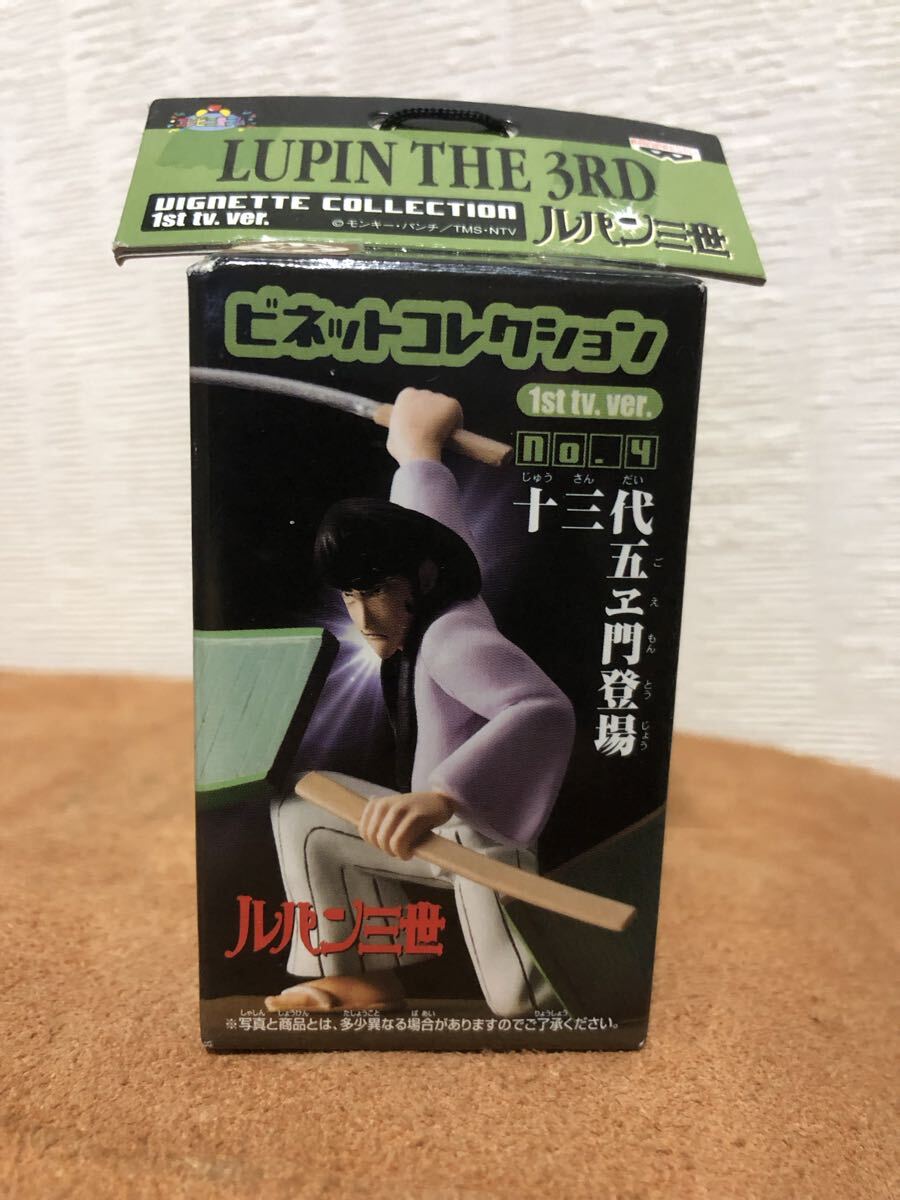 LUPIN THE 3RD
VIGNETTE COLLECTION
1st tv. ver.
©モンキー・パンチ/TMS・NTV
ルパン三世
ビネットコレクション
1st tv. ver.
no. 4
じゅう さん だい
十三代
五ヱ門登場
ご え もん とう じょう
ルパン三世
しゃしん しょうひん たしょうこと ばあい りょうしょう
※写真と商品とは、多少異なる場合がありますのでご了承ください。